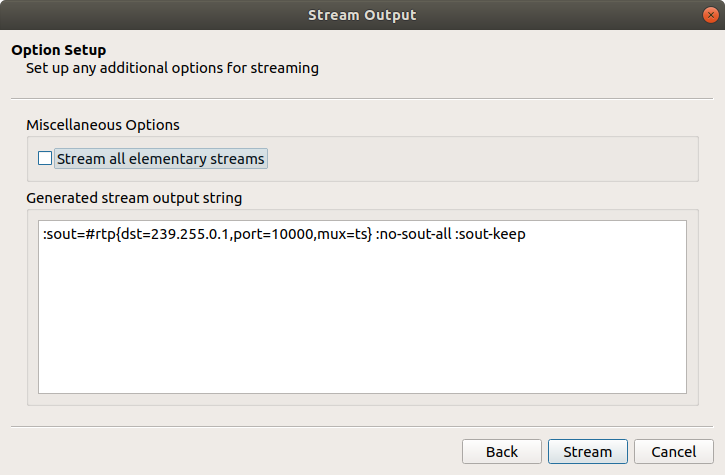 Stream Output
Option Setup
Set up any additional options for streaming
Miscellaneous Options
Stream all elementary streams
Generated stream output string
:sout=#rtp{dst=239.255.0.1,port=10000,mux=ts} :no-sout-all :sout-keep
Back Stream Cancel